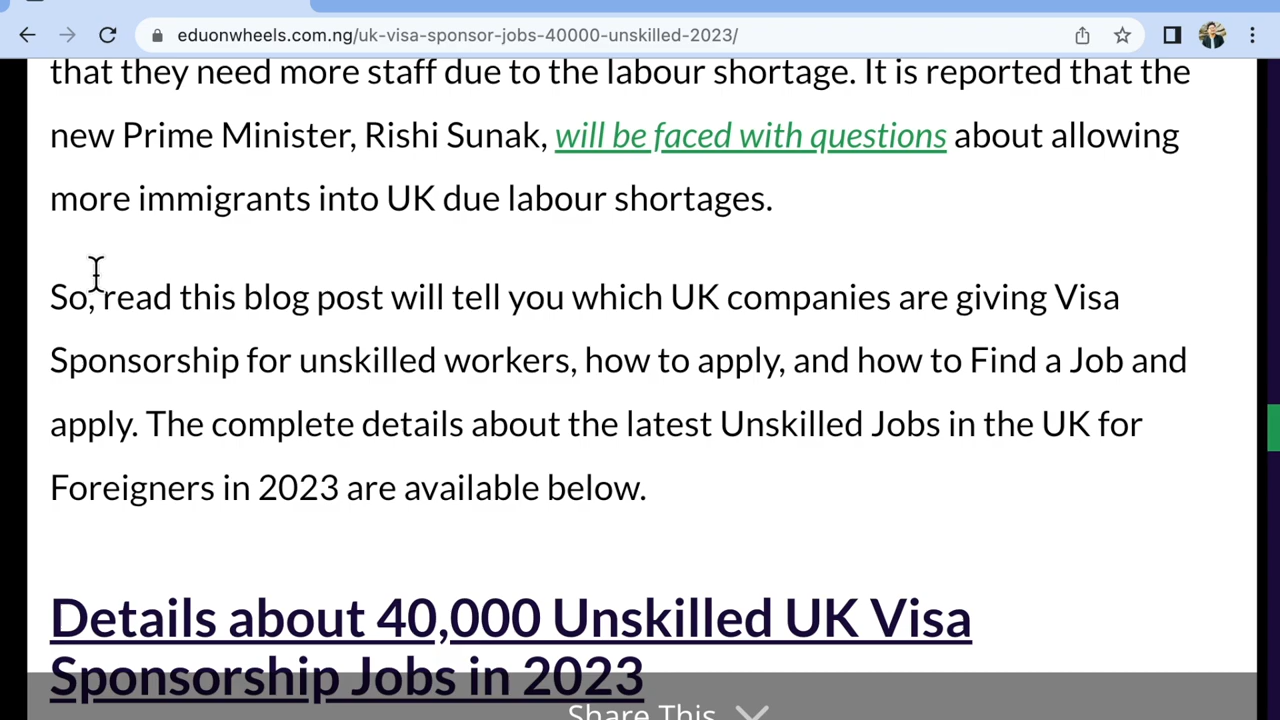 eduonwheels.com.ng/uk-visa-sponsor-jobs-40000-unskilled-2023/
that they need more staff due to the labour shortage. It is reported that the
new Prime Minister, Rishi Sunak, will be faced with questions about allowing
more immigrants into UK due labour shortages.
So, read this blog post will tell you which UK companies are giving Visa
Sponsorship for unskilled workers, how to apply, and how to Find a Job and
apply. The complete details about the latest Unskilled Jobs in the UK for
Foreigners in 2023 are available below.
Details about 40,000 Unskilled UK Visa
Sponsorship Jobs in 2023
Share This